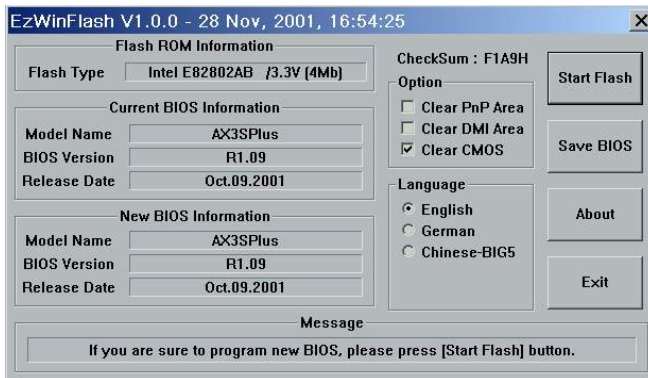 EzWinFlash V1.0.0 - 28 Nov, 2001, 16:54:25
Flash ROM Information
Flash Type Intel E82802AB /3.3V (4Mb)
Current BIOS Information
Model Name AX3SPlus
BIOS Version R1.09
Release Date Oct.09.2001
New BIOS Information
Model Name AX3SPlus
BIOS Version R1.09
Release Date Oct.09.2001
CheckSum : F1A9H
Option
Clear PnP Area
Clear DMI Area
Clear CMOS
Language
English
German
Chinese-BIG5
Start Flash
Save BIOS
About
Exit
Message
If you are sure to program new BIOS, please press [Start Flash] button.